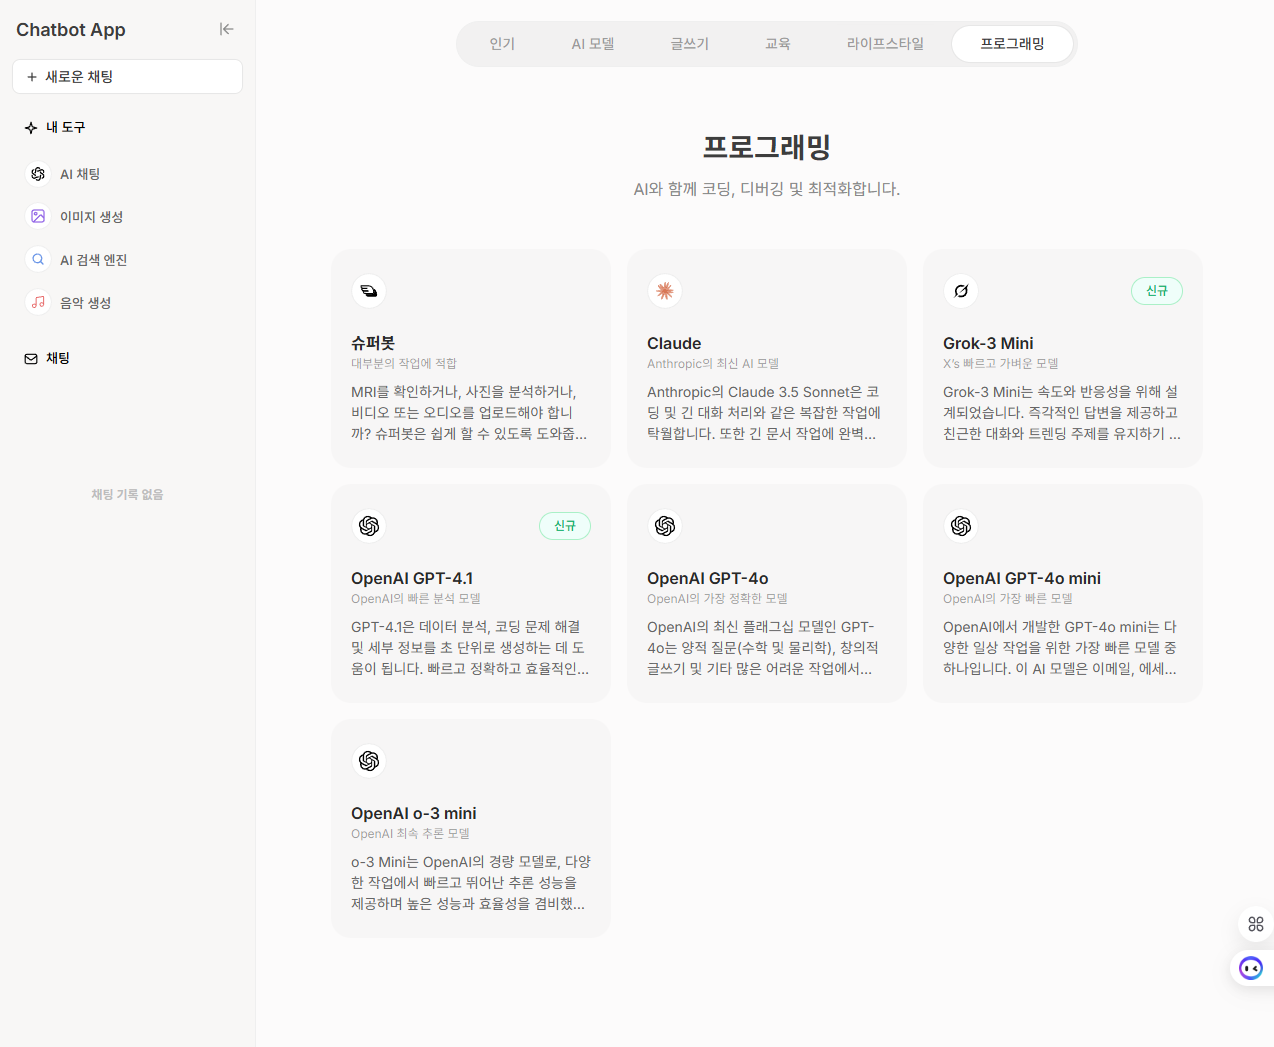 Chatbot App
+ 새로운 채팅
내 도구
AI 채팅
이미지 생성
AI 검색 엔진
음악 생성
채팅
채팅 기록 없음
인기 AI 모델 글쓰기 교육 라이프스타일 프로그래밍
프로그래밍
AI와 함께 코딩, 디버깅 및 최적화합니다.
슈퍼봇
대부분의 작업에 적합
MRI를 확인하거나, 사진을 분석하거나,
비디오 또는 오디오를 업로드해야 합니
까? 슈퍼봇은 쉽게 할 수 있도록 도와줍...
Claude
Anthropic의 최신 AI 모델
Anthropic의 Claude 3.5 Sonnet은 코
딩 및 긴 대화 처리와 같은 복잡한 작업에
탁월합니다. 또한 긴 문서 작업에 완벽...
신규
Grok-3 Mini
X's 빠르고 가벼운 모델
Grok-3 Mini는 속도와 반응성을 위해 설
계되었습니다. 즉각적인 답변을 제공하고
친근한 대화와 트렌딩 주제를 유지하기 ...
신규
OpenAI GPT-4.1
OpenAI의 빠른 분석 모델
GPT-4.1은 데이터 분석, 코딩 문제 해결
및 세부 정보를 초 단위로 생성하는 데 도
움이 됩니다. 빠르고 정확하고 효율적인...
OpenAI GPT-4o
OpenAI의 가장 정확한 모델
OpenAI의 최신 플래그십 모델인 GPT-
4o는 양적 질문(수학 및 물리학), 창의적
글쓰기 및 기타 많은 어려운 작업에서...
OpenAI GPT-4o mini
OpenAI의 가장 빠른 모델
OpenAI에서 개발한 GPT-4o mini는 다
양한 일상 작업을 위한 가장 빠른 모델 중
하나입니다. 이 AI 모델은 이메일, 에세...
OpenAI o-3 mini
OpenAI 최속 추론 모델
o-3 Mini는 OpenAI의 경량 모델로, 다양
한 작업에서 빠르고 뛰어난 추론 성능을
제공하며 높은 성능과 효율성을 겸비했...